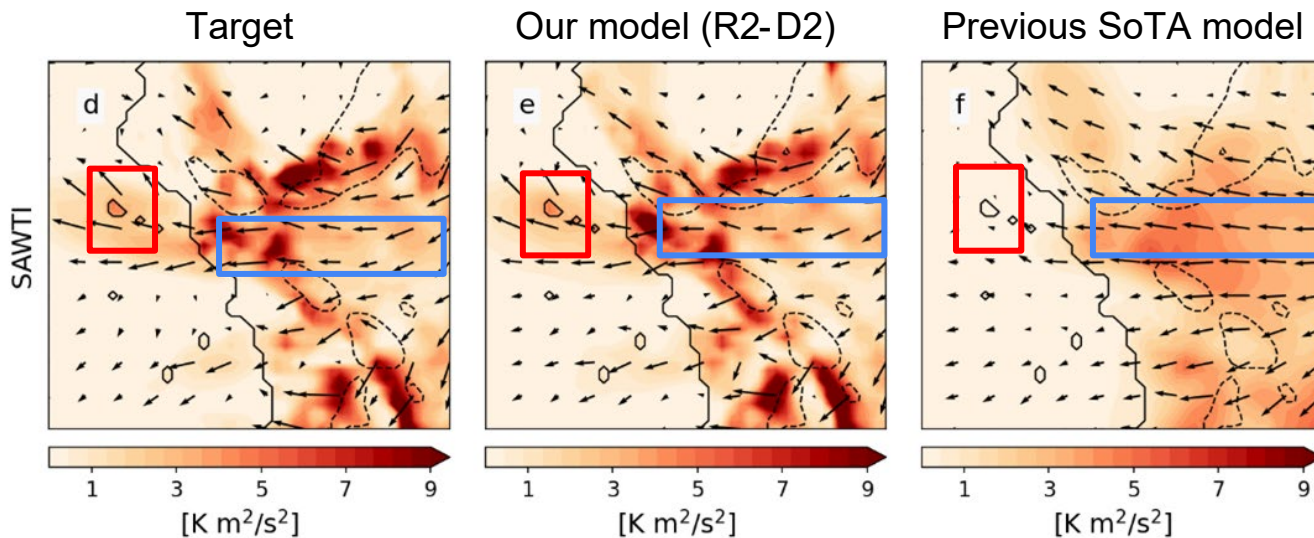 Target
Our model (R2-D2)
Previous SoTA model
SAWTI
d
e
f
1 3 5 7 9
[K m²/s²]
1 3 5 7 9
[K m²/s²]
1 3 5 7 9
[K m²/s²]